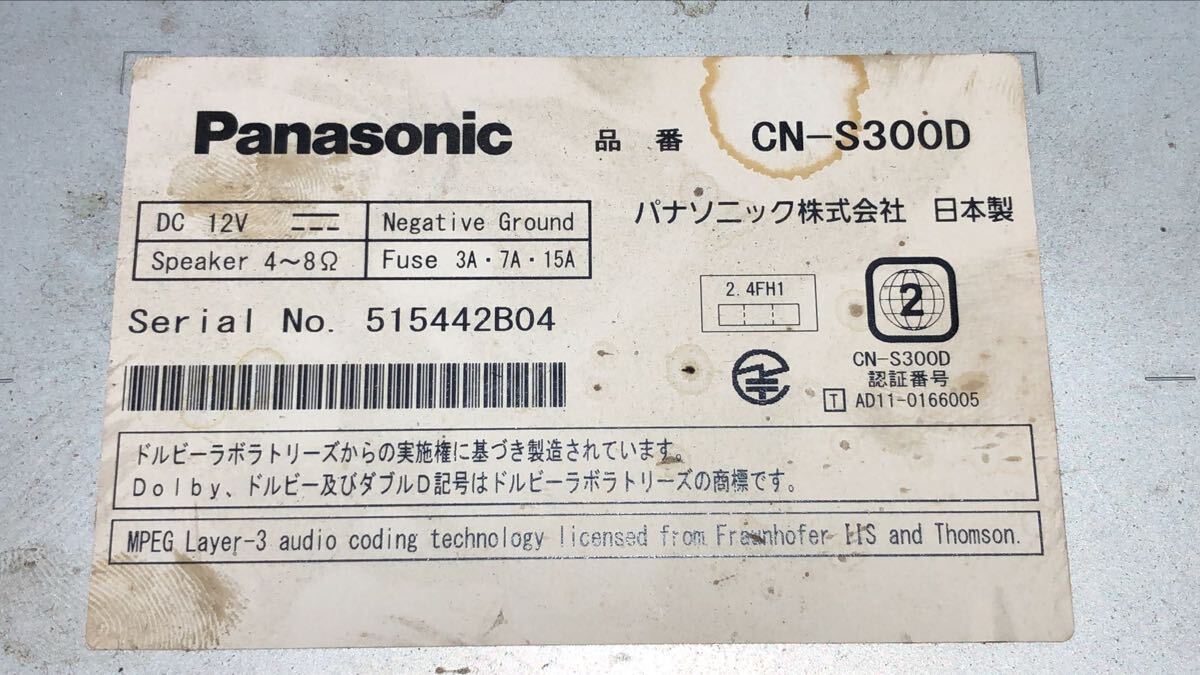 Panasonic 品番 CN-S300D
DC 12V Negative Ground
Speaker 4～8Ω Fuse 3A・7A・15A
パナソニック株式会社 日本製
Serial No. 515442B04
2.4FH1
2
CN-S300D
認証番号
T AD11-0166005
ドルビーラボラトリーズからの実施権に基づき製造されています。
Dolby、ドルビー及びダブルD記号はドルビーラボラトリーズの商標です。
MPEG Layer-3 audio coding technology licensed from Fraunhofer IIS and Thomson.